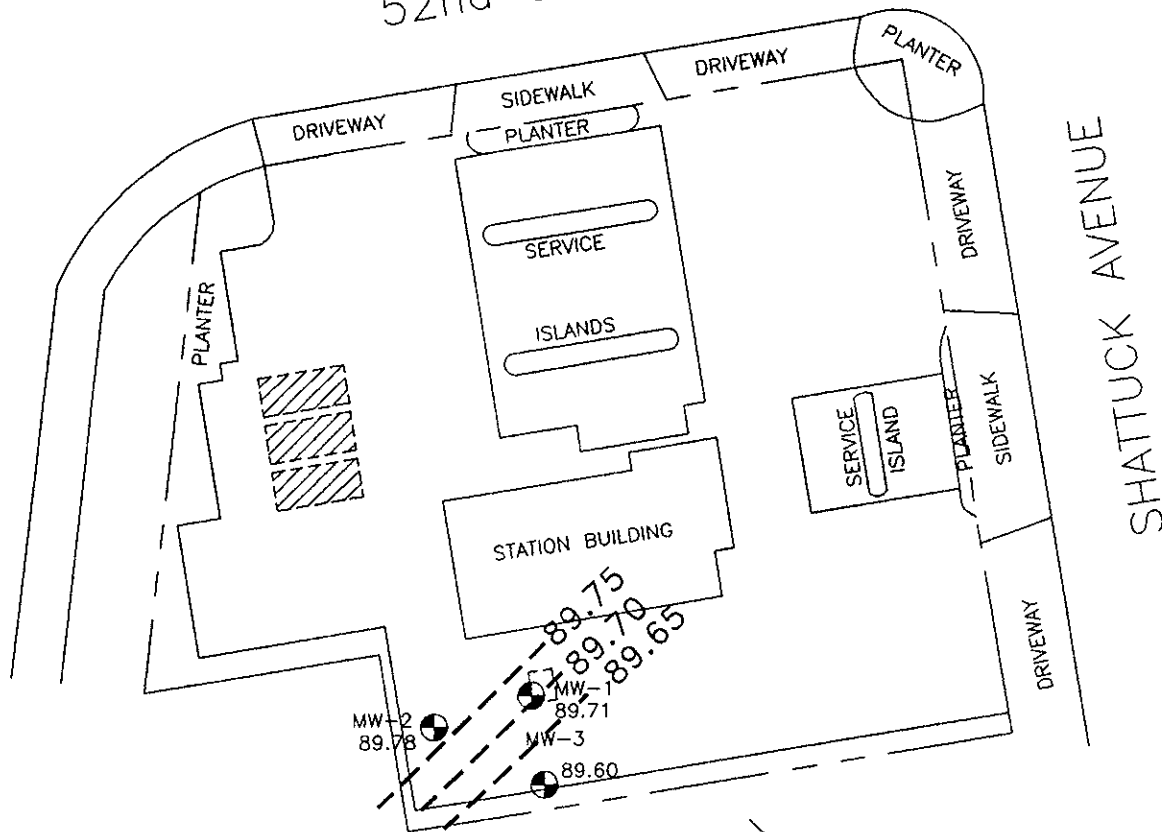 DRIVEWAY
SIDEWALK
PLANTER
DRIVEWAY
PLANTER
SERVICE
ISLANDS
PLANTER
DRIVEWAY
SHATTUCK AVENUE
SERVICE
ISLAND
PLANTER
SIDEWALK
STATION BUILDING
DRIVEWAY
89.75
89.70
89.65
MW-1
89.71
MW-2
89.78
MW-3
89.60